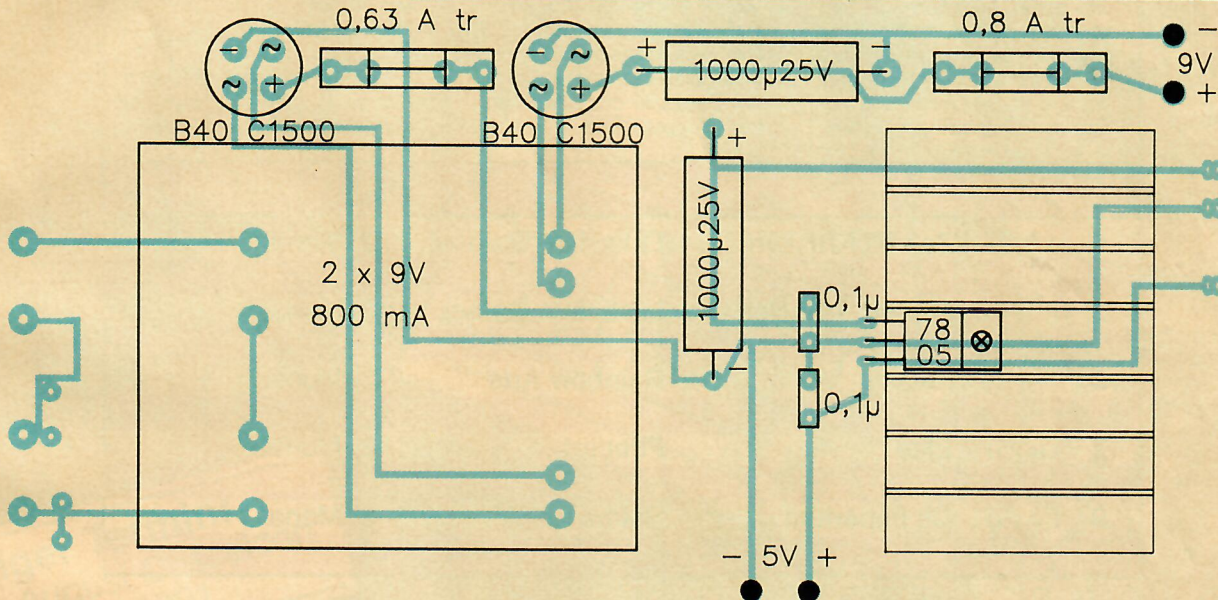 0,63 A tr
0,8 A tr
- ~
~ +
- ~
~ +
+ -
1000µ25V
-
9V
+
B40 C1500
B40 C1500
+
1000µ25V
-
2 x 9V
800 mA
0,1µ
78
05
0,1µ
- 5V +